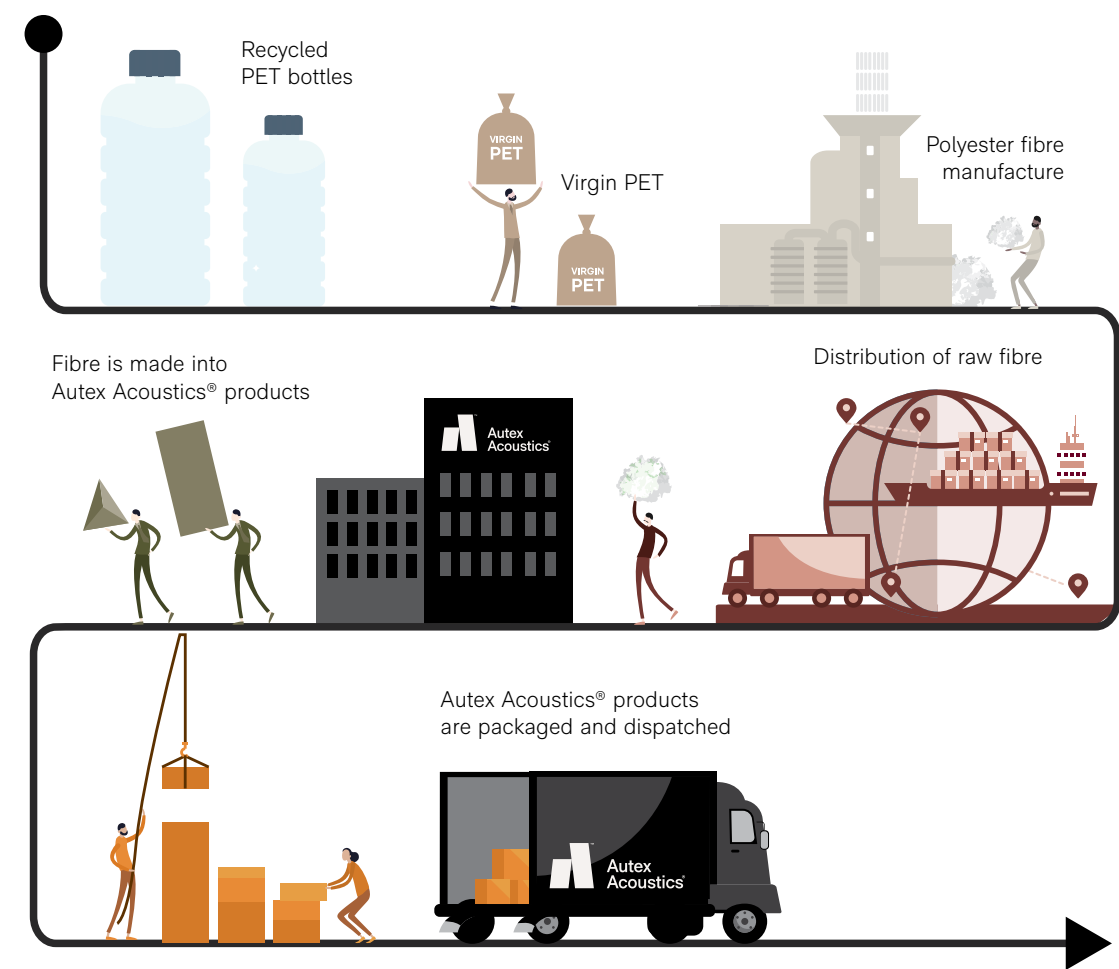 Recycled
PET bottles
VIRGIN
PET
Virgin PET
VIRGIN
PET
Polyester fibre
manufacture
Distribution of raw fibre
Fibre is made into
Autex Acoustics® products
Autex
Acoustics®
Autex Acoustics® products
are packaged and dispatched
Autex
Acoustics®